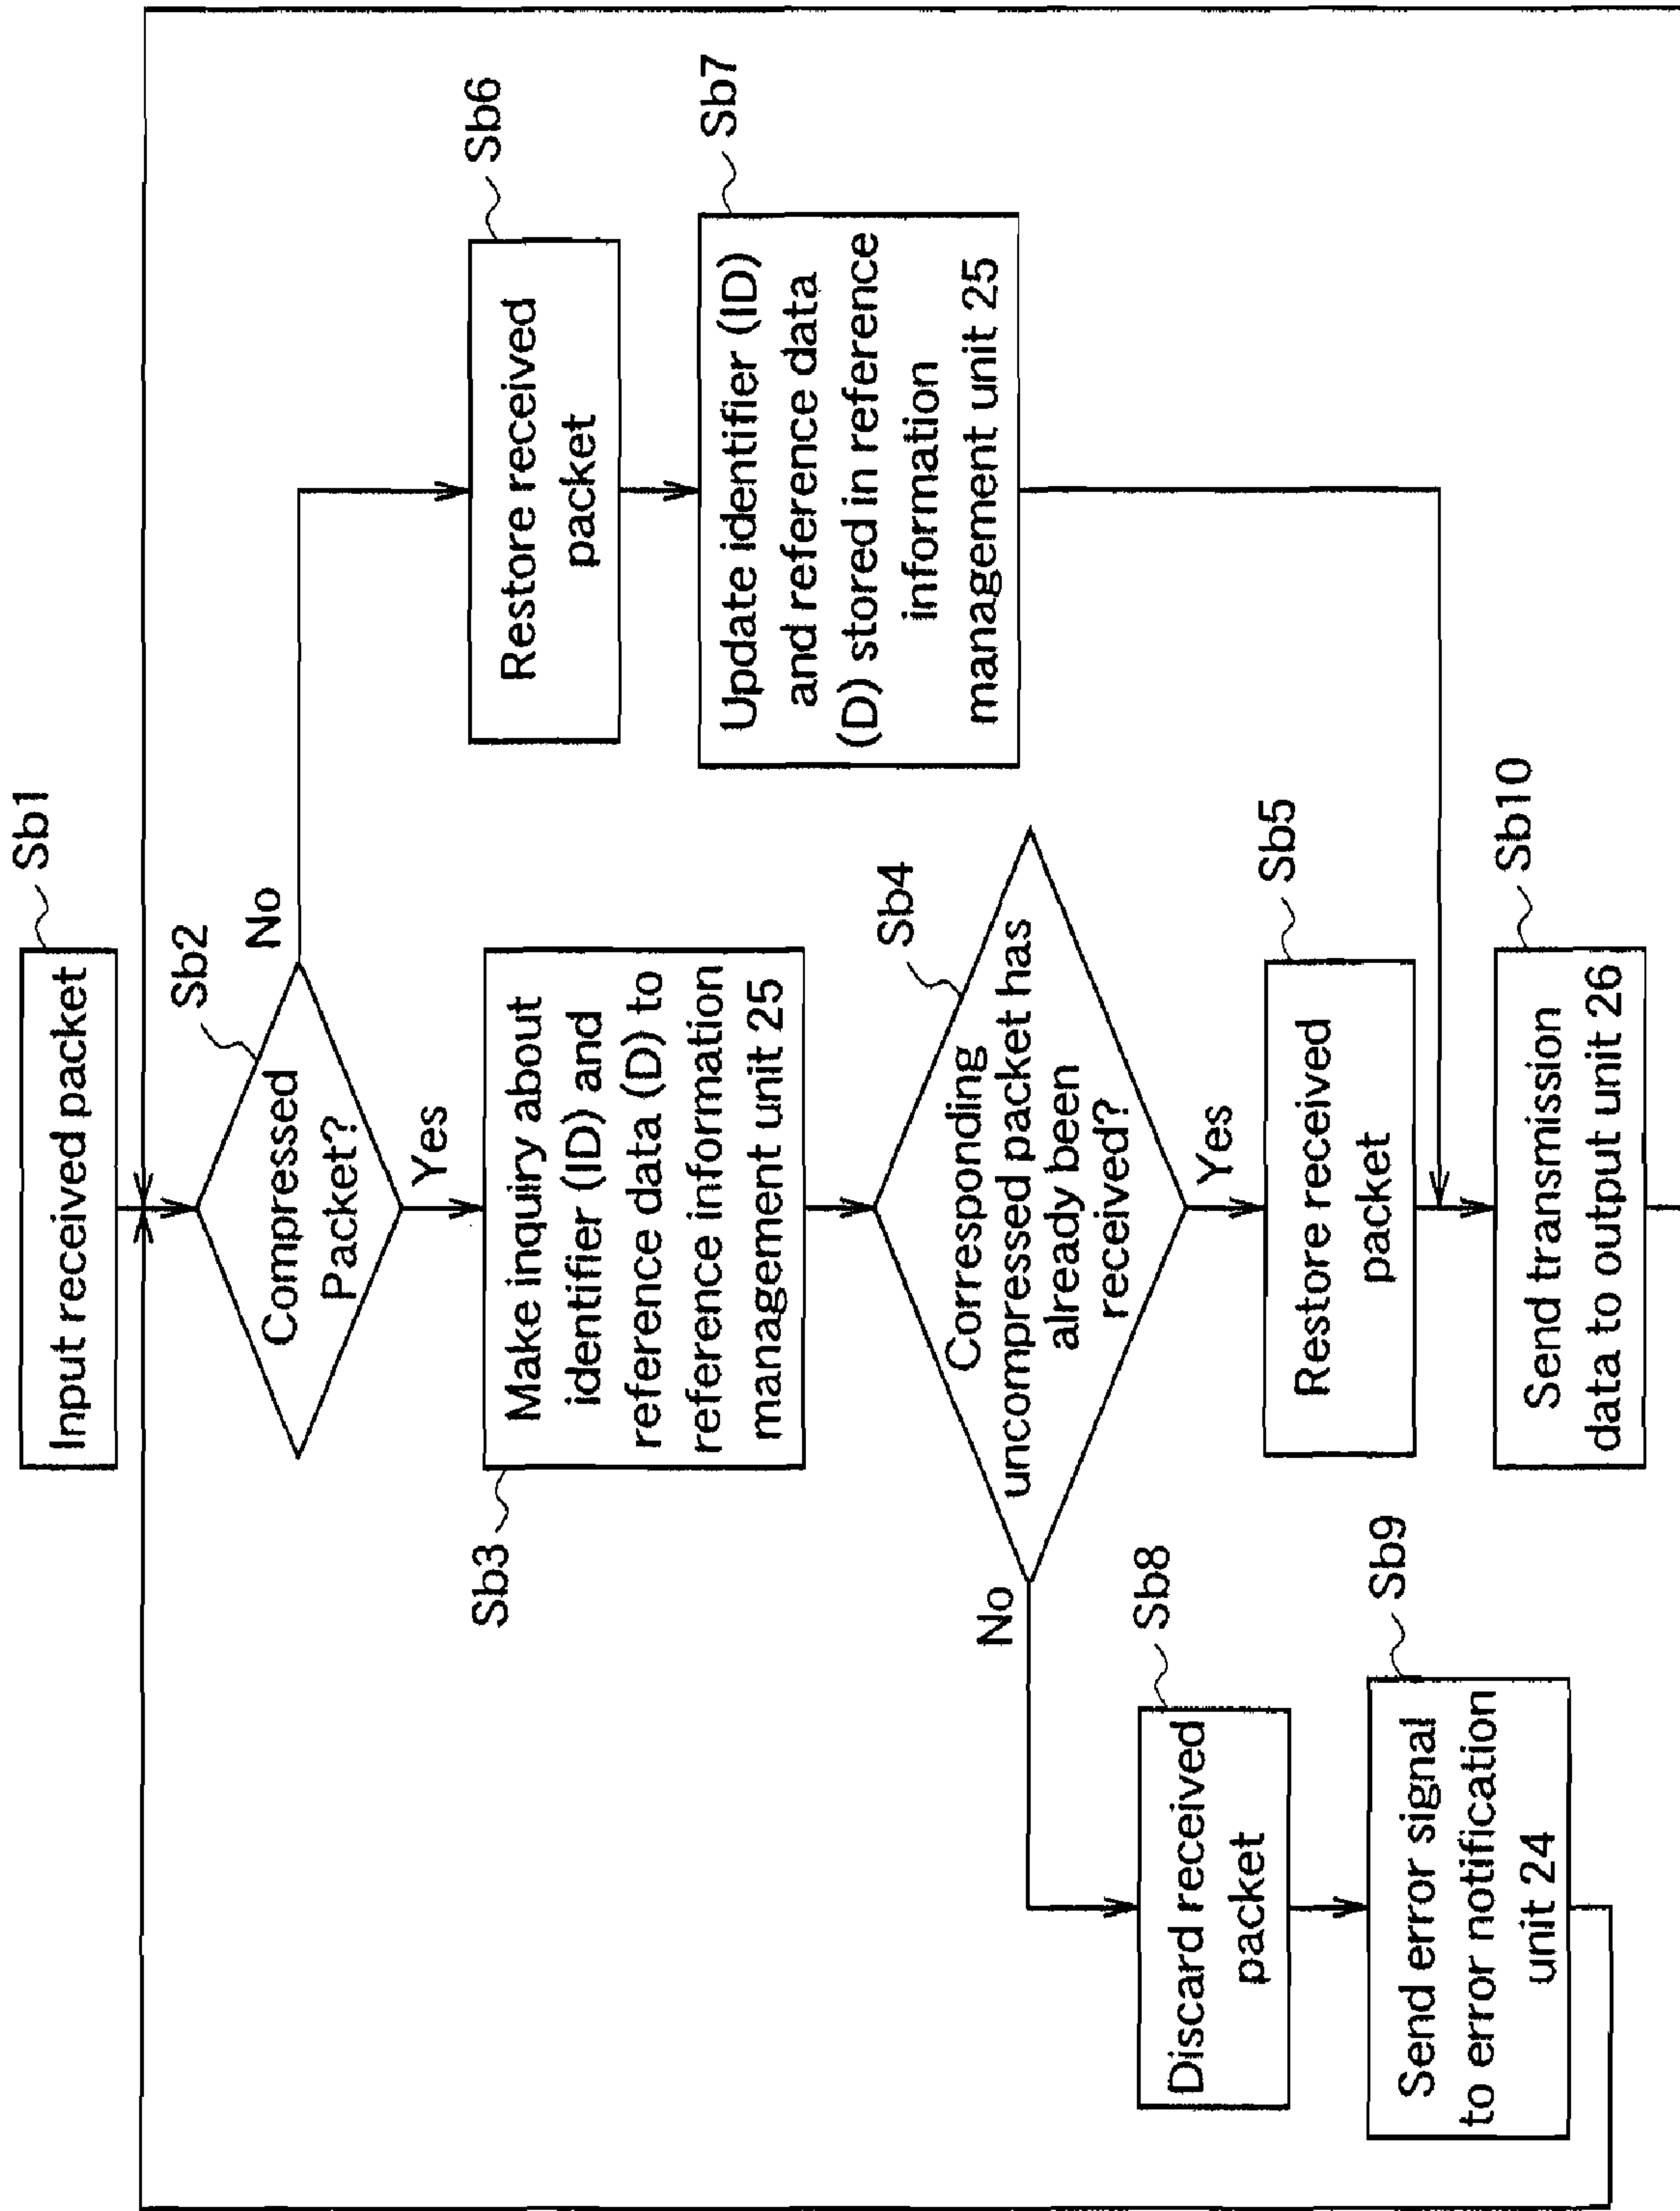 Input received packet
Sb1
Compressed
Packet?
Sb2
No
Yes
Make inquiry about
identifier (ID) and
reference data (D) to
reference information
management unit 25
Sb3
Corresponding
uncompressed packet has
already been
received?
Sb4
No
Yes
Restore received
packet
Sb5
Restore received
packet
Sb6
Update identifier (ID)
and reference data
(D) stored in reference
information
management unit 25
Sb7
Discard received
packet
Sb8
Send error signal
to error notification
unit 24
Sb9
Send transmission
data to output unit 26
Sb10